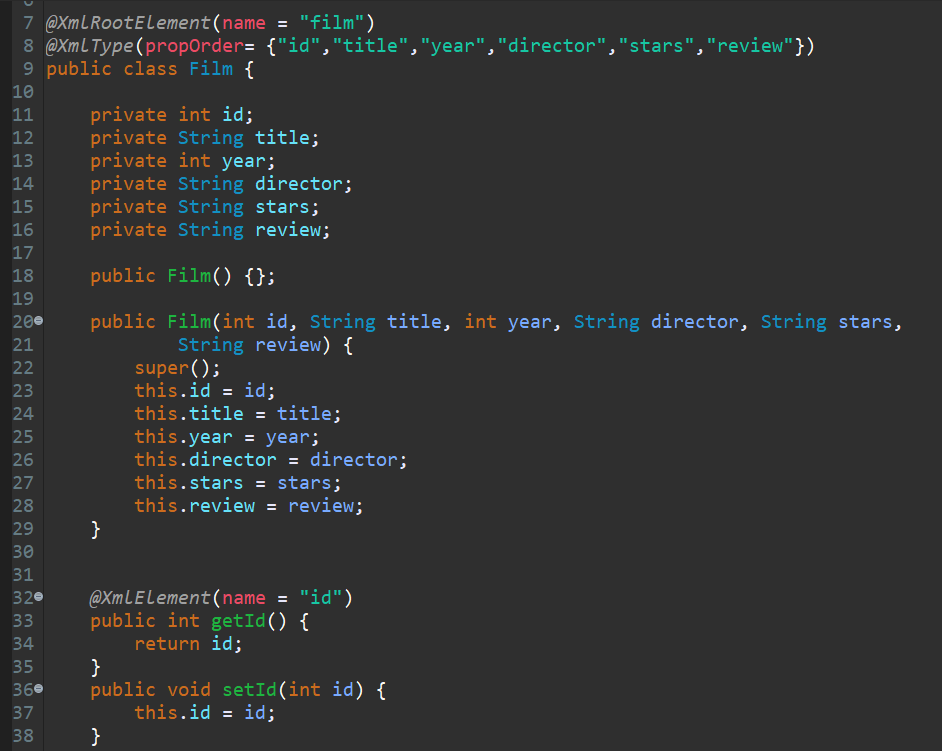 7 @XmlRootElement(name = "film")
8 @XmlType(propOrder= {"id","title","year","director","stars","review"})
9 public class Film {
10
11     private int id;
12     private String title;
13     private int year;
14     private String director;
15     private String stars;
16     private String review;
17
18     public Film() {};
19
20     public Film(int id, String title, int year, String director, String stars,
21             String review) {
22         super();
23         this.id = id;
24         this.title = title;
25         this.year = year;
26         this.director = director;
27         this.stars = stars;
28         this.review = review;
29     }
30
31
32     @XmlElement(name = "id")
33     public int getId() {
34         return id;
35     }
36     public void setId(int id) {
37         this.id = id;
38     }